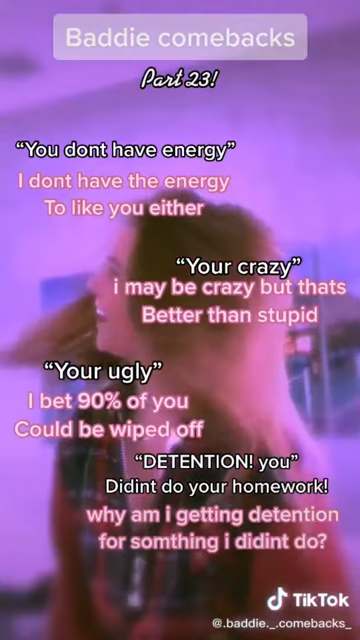 Baddie comebacks
Part 23!
“You dont have energy”
I dont have the energy
To like you either
“Your crazy”
i may be crazy but thats
Better than stupid
“Your ugly”
I bet 90% of you
Could be wiped off
“DETENTION! you”
Didint do your homework!
why am i getting detention
for somthing i didint do?
TikTok
@.baddie._.comebacks_